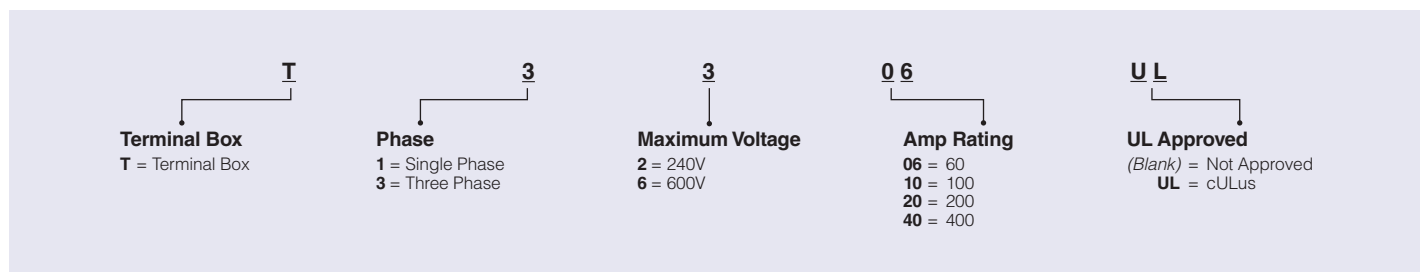 T 3 3 0 6 U L
Terminal Box
T = Terminal Box
Phase
1 = Single Phase
3 = Three Phase
Maximum Voltage
2 = 240V
6 = 600V
Amp Rating
06 = 60
10 = 100
20 = 200
40 = 400
UL Approved
(Blank) = Not Approved
UL = cULus